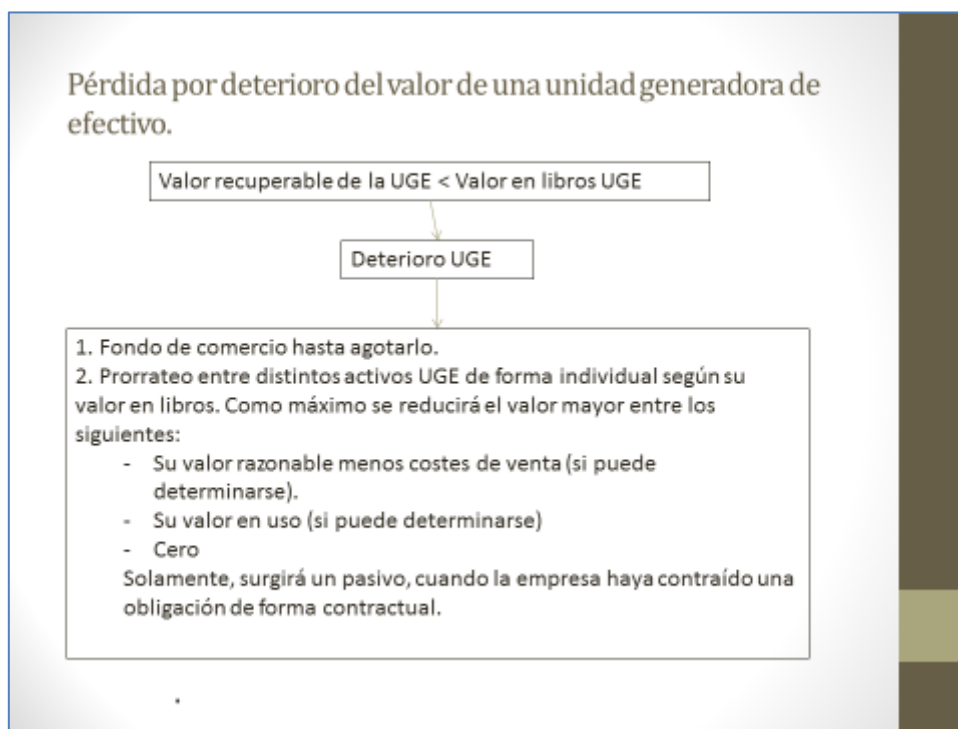 Pérdida por deterioro del valor de una unidad generadora de
efectivo.
Valor recuperable de la UGE < Valor en libros UGE
Deterioro UGE
1. Fondo de comercio hasta agotarlo.
2. Prorrateo entre distintos activos UGE de forma individual según su
valor en libros. Como máximo se reducirá el valor mayor entre los
siguientes:
- Su valor razonable menos costes de venta (si puede
determinarse).
- Su valor en uso (si puede determinarse)
- Cero
Solamente, surgirá un pasivo, cuando la empresa haya contraído una
obligación de forma contractual.
.